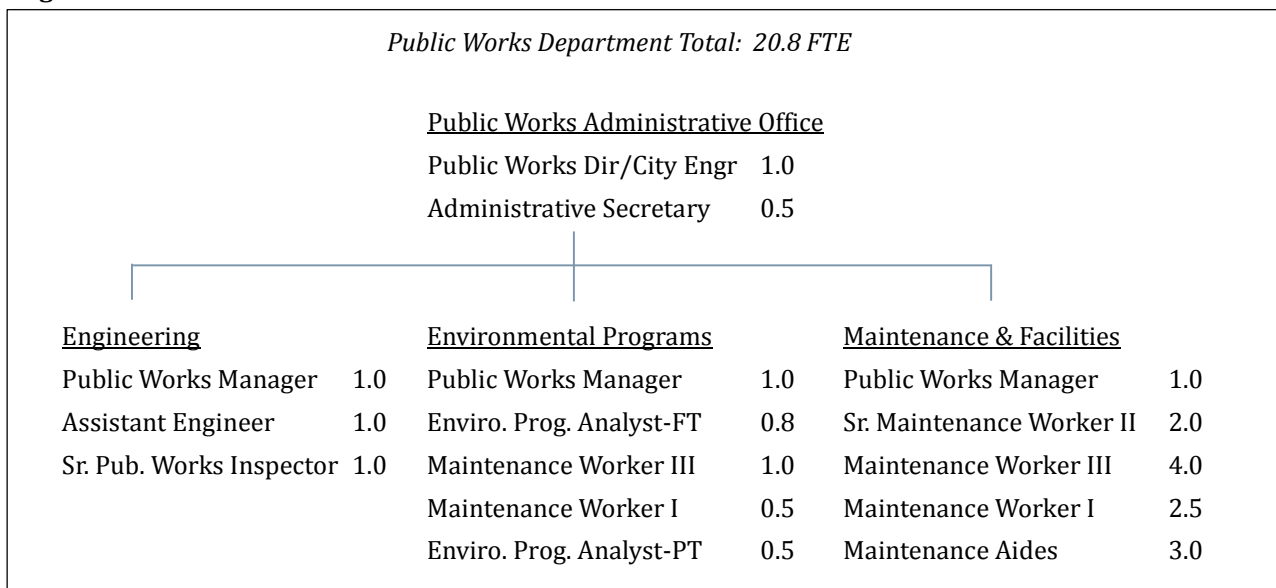 Public Works Department Total: 20.8 FTE
Public Works Administrative Office
Public Works Dir/City Engr 1.0
Administrative Secretary 0.5
Engineering
Public Works Manager 1.0
Assistant Engineer 1.0
Sr. Pub. Works Inspector 1.0
Environmental Programs
Public Works Manager 1.0
Enviro. Prog. Analyst-FT 0.8
Maintenance Worker III 1.0
Maintenance Worker I 0.5
Enviro. Prog. Analyst-PT 0.5
Maintenance & Facilities
Public Works Manager 1.0
Sr. Maintenance Worker II 2.0
Maintenance Worker III 4.0
Maintenance Worker I 2.5
Maintenance Aides 3.0